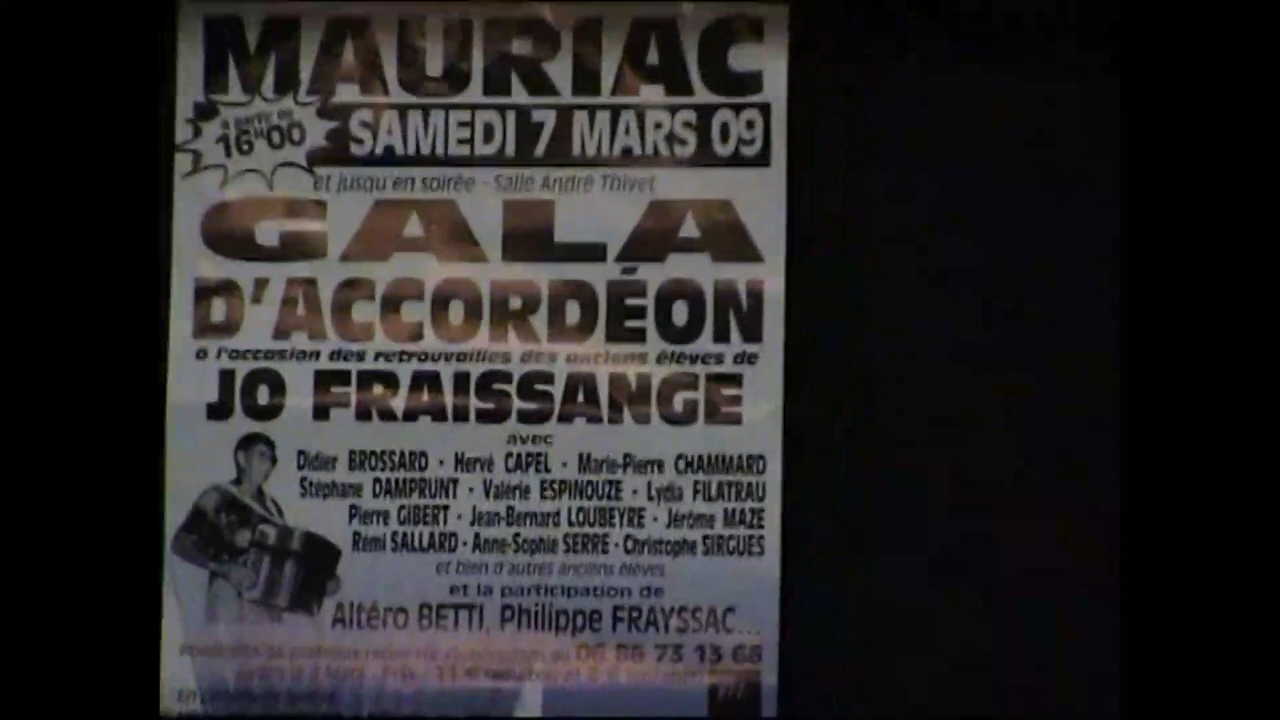 MAURIAC
à partir de
16H00
SAMEDI 7 MARS 09
et jusqu'en soirée - Salle André Thivet
GALA
D'ACCORDÉON
à l'occasion des retrouvailles des anciens élèves de
JO FRAISSANGE
avec
Didier BROSSARD · Hervé CAPEL · Marie-Pierre CHAMMARD
Stéphane DAMPRUNT · Valérie ESPINOUZE · Lydia FILATRAU
Pierre GIBERT · Jean-Bernard LOUBEYRE · Jérôme MAZE
Rémi SALLARD · Anne-Sophie SERRE · Christophe SIRGUES
et bien d'autres anciens élèves
et la participation de
Altéro BETTI, Philippe FRAYSSAC...
06 86 73 13 68